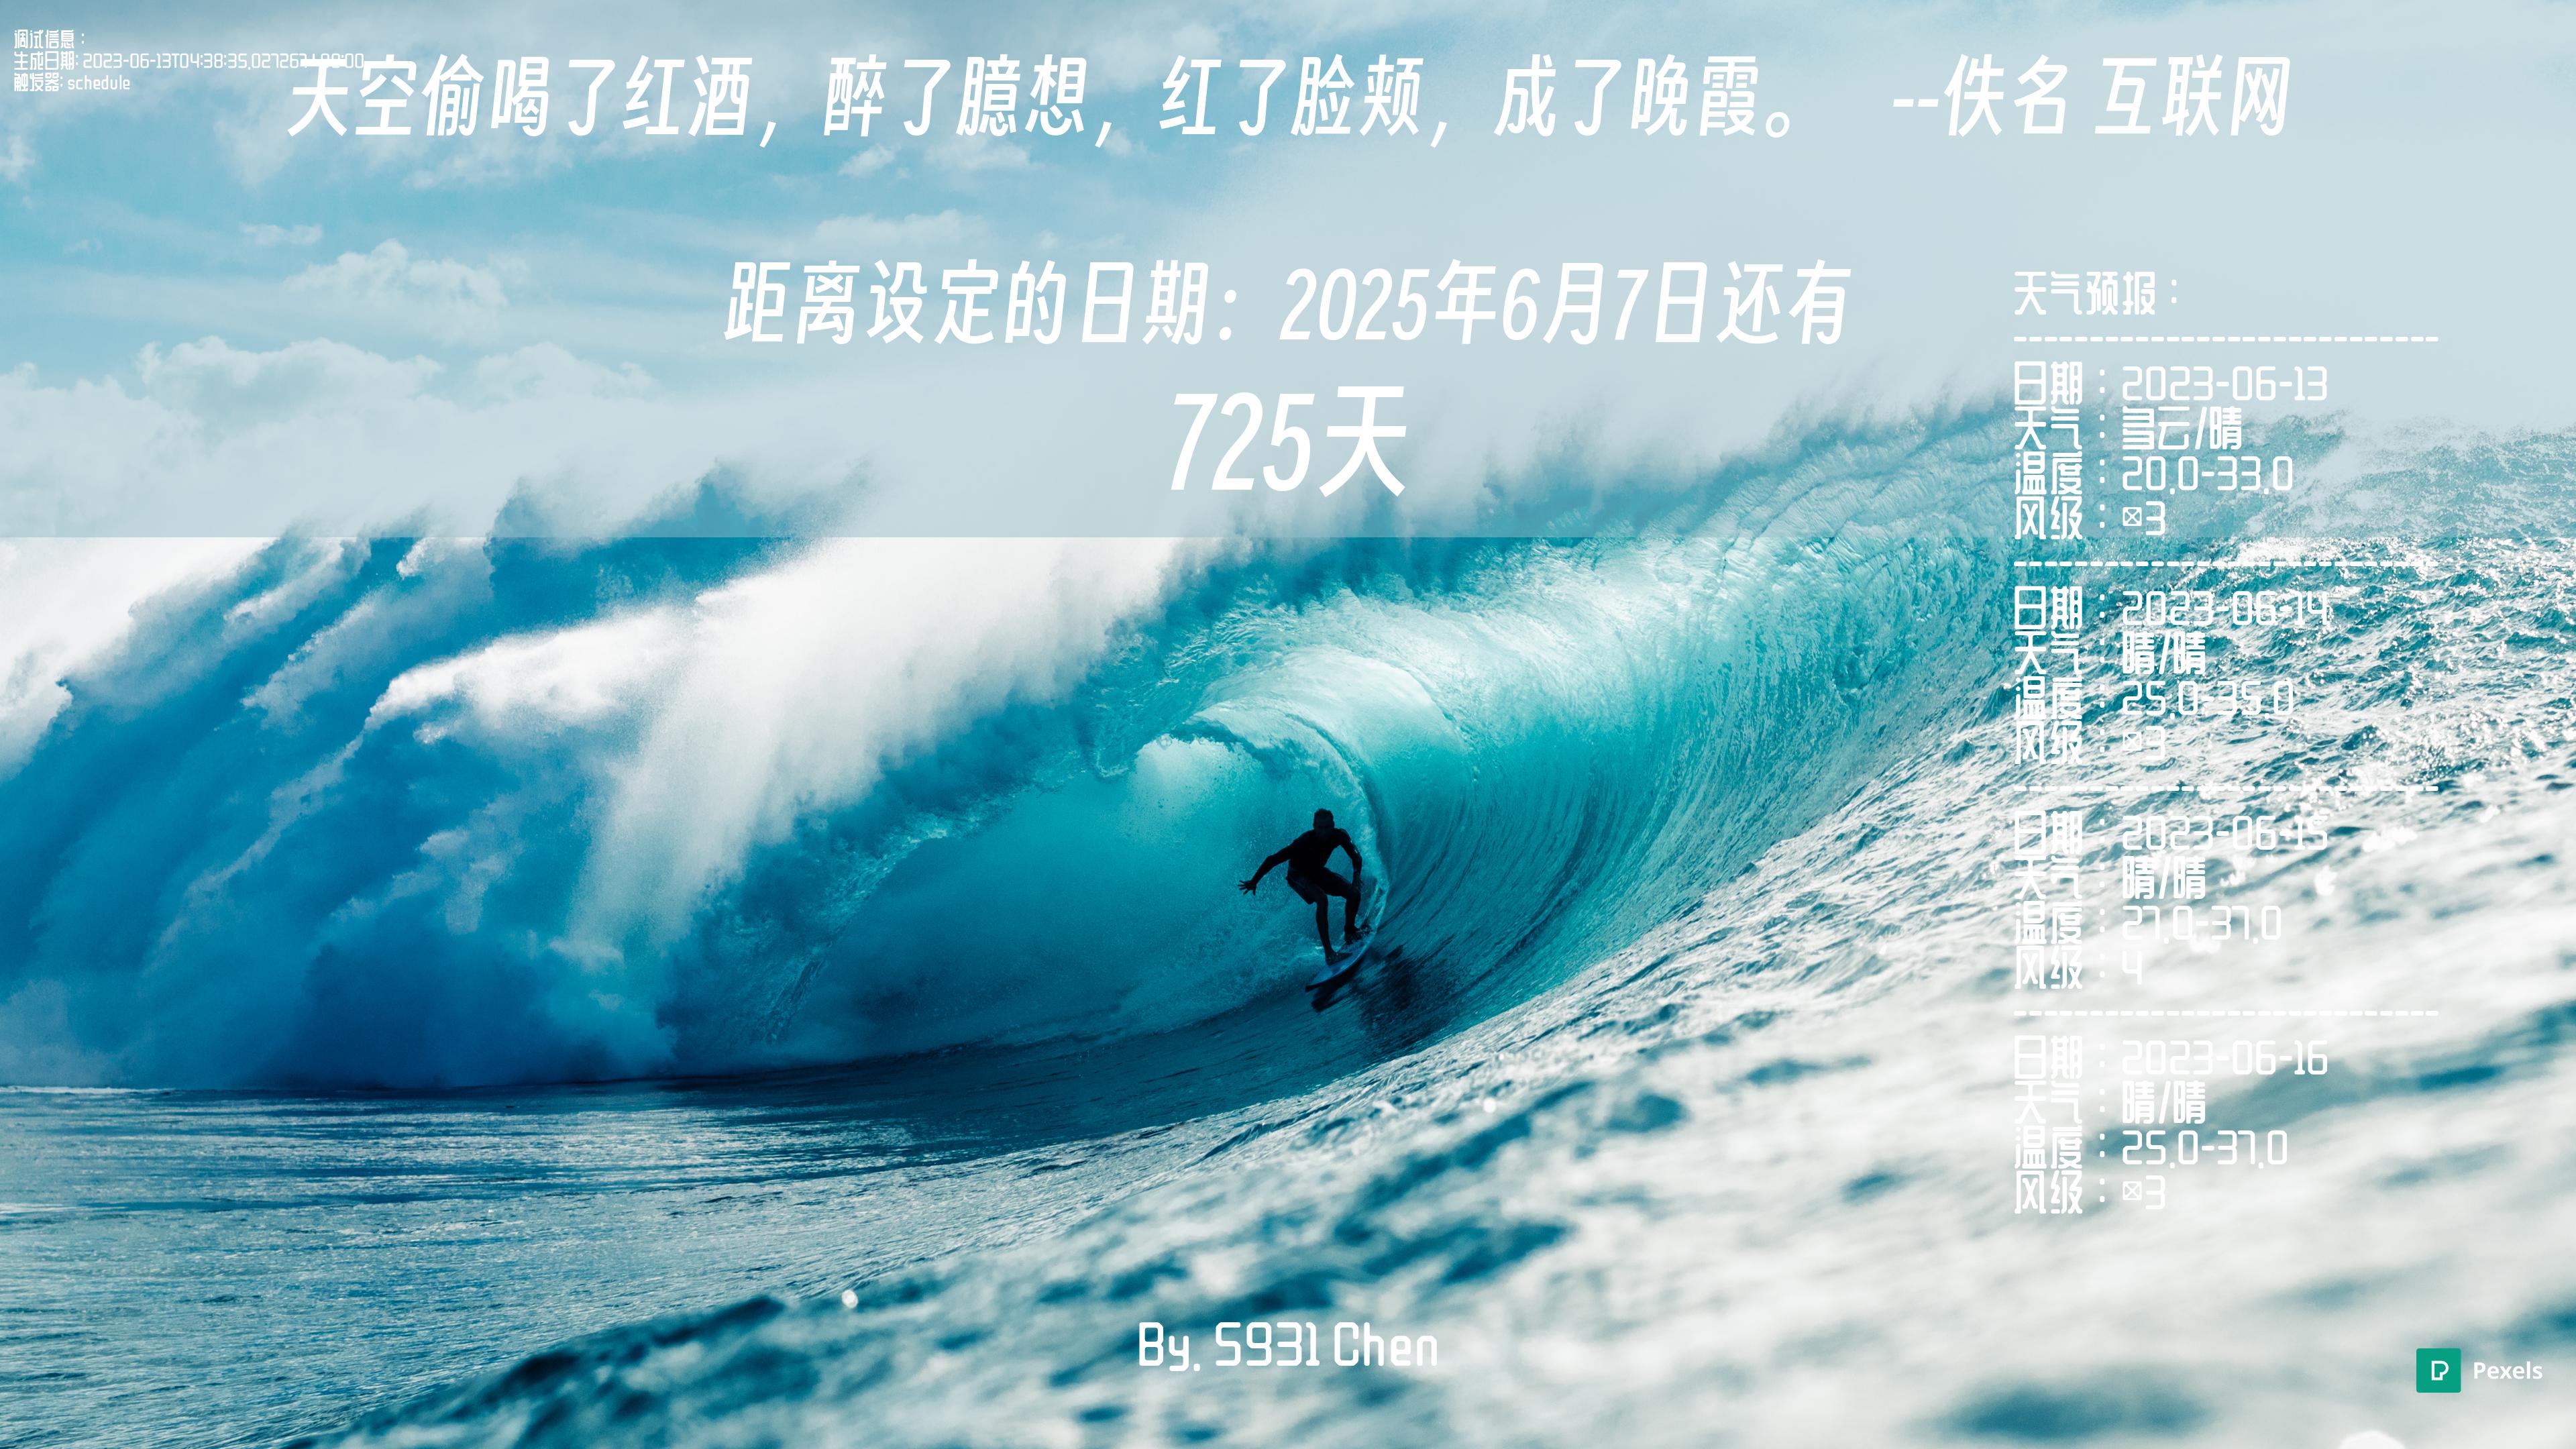 调试信息：
生成日期: 2023-06-13T04:38:35.027267+00:00
触发器: schedule
天空偷喝了红酒，醉了臆想，红了脸颊，成了晚霞。 --佚名 互联网
距离设定的日期：2025年6月7日还有
725天
天气预报：
---------------------------
日期：2023-06-13
天气：多云/晴
温度：20.0-33.0
风级：3
---------------------------
日期：2023-06-14
天气：晴/晴
温度：25.0-35.0
风级：3
---------------------------
日期：2023-06-15
天气：晴/晴
温度：27.0-37.0
风级：4
---------------------------
日期：2023-06-16
天气：晴/晴
温度：25.0-37.0
风级：3
By. S931 Chen
Pexels